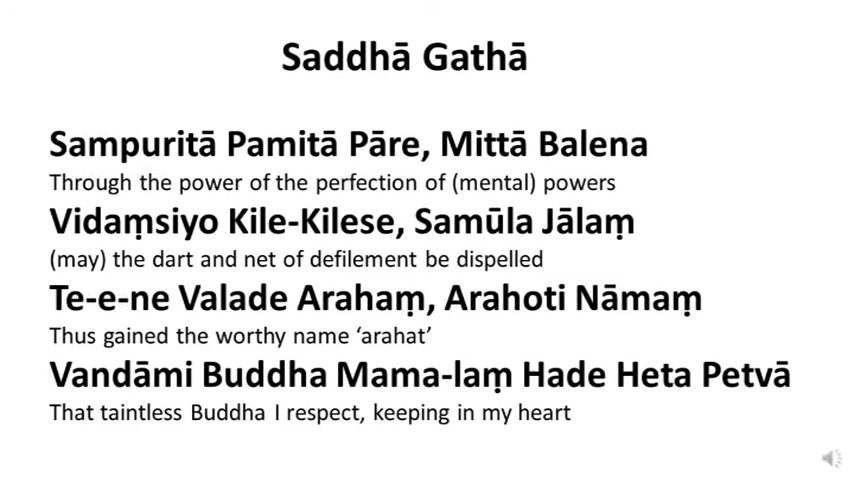 Saddhā Gathā
Sampuritā Pamitā Pāre, Mittā Balena
Through the power of the perfection of (mental) powers
Vidaṃsiyo Kile-Kilese, Samūla Jālaṃ
(may) the dart and net of defilement be dispelled
Te-e-ne Valade Arahaṃ, Arahoti Nāmaṃ
Thus gained the worthy name ‘arahat’
Vandāmi Buddha Mama-laṃ Hade Heta Petvā
That taintless Buddha I respect, keeping in my heart